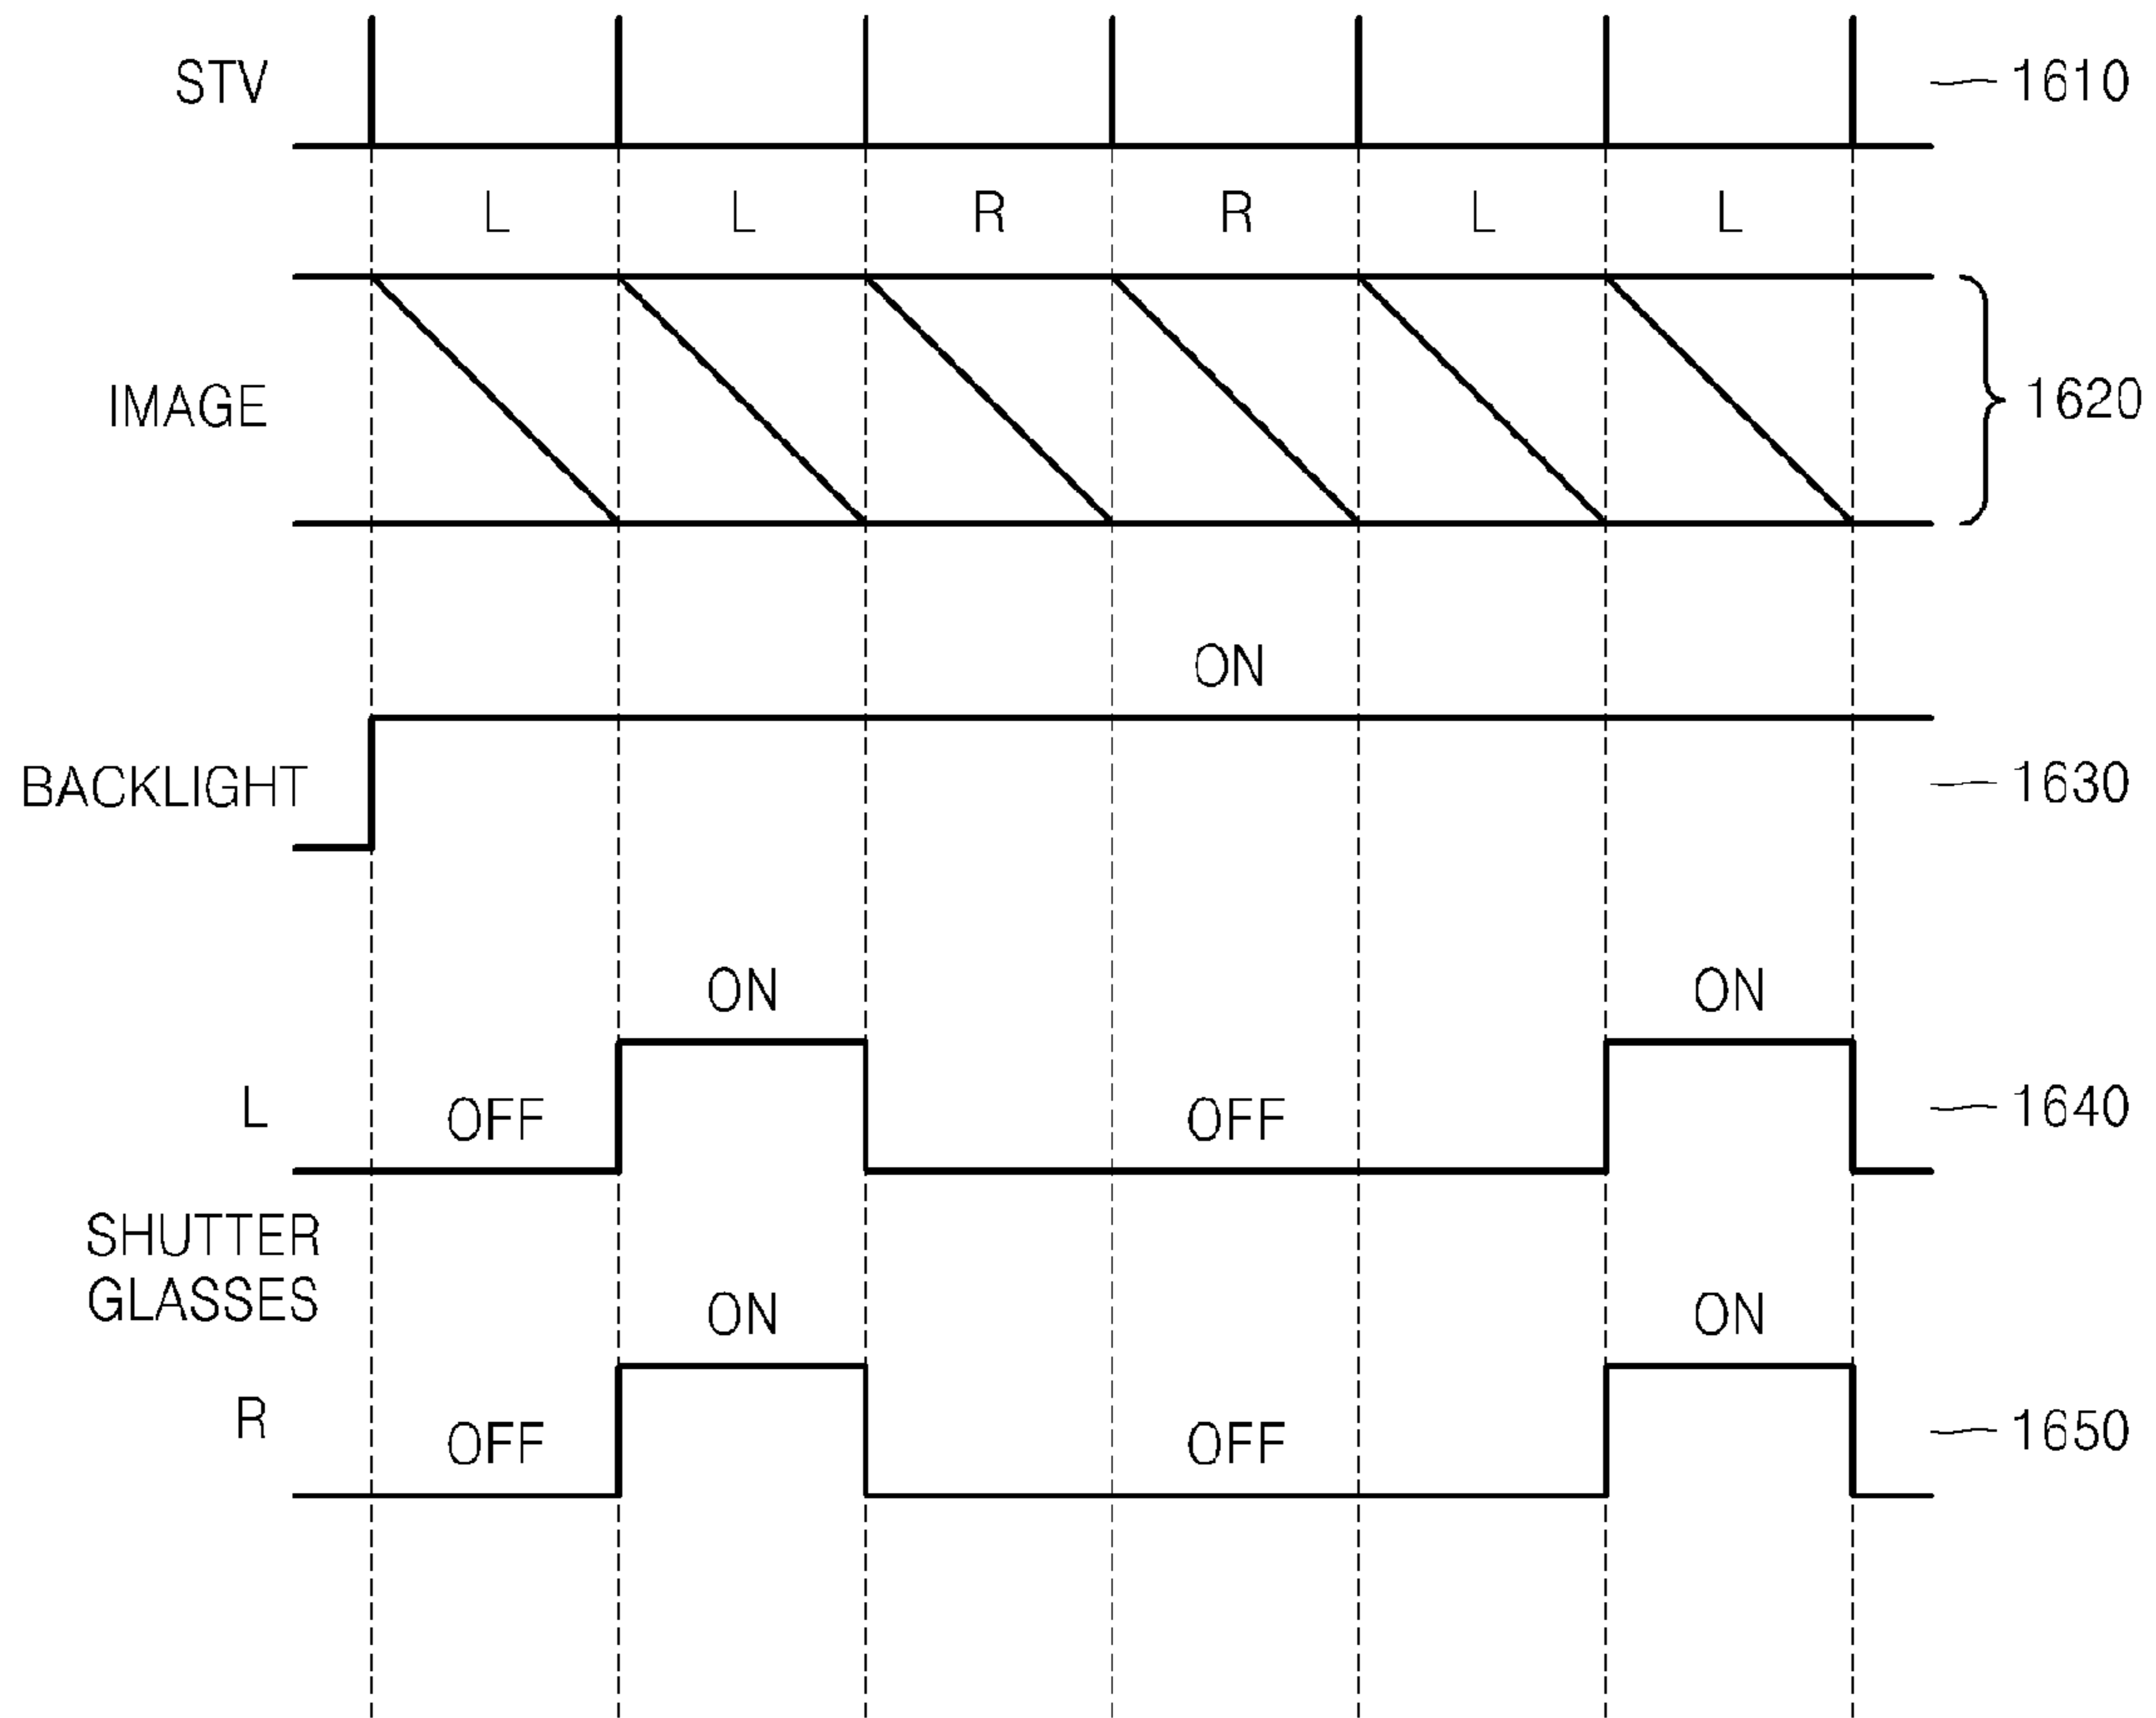 STV
1610
L L R R L L
IMAGE
1620
ON
BACKLIGHT
1630
ON ON
L
OFF OFF
1640
SHUTTER
GLASSES
ON ON
R
OFF OFF
1650